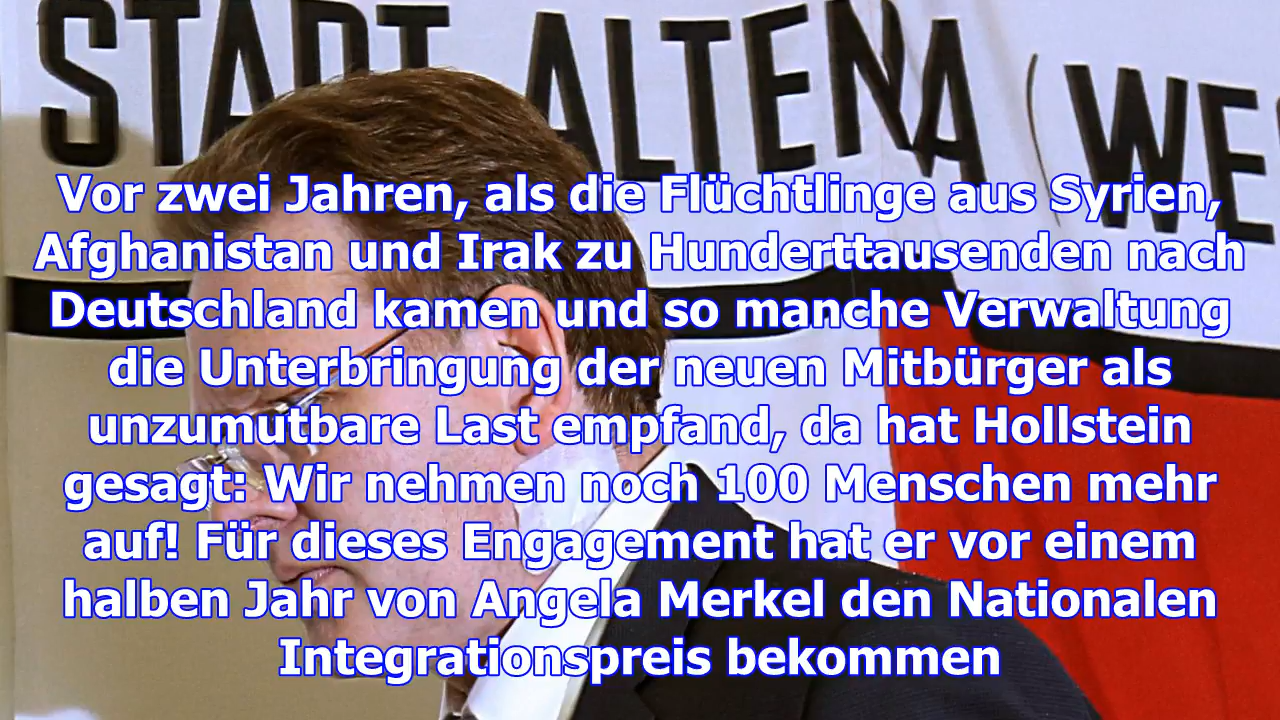 STADT ALTENA (WE
Vor zwei Jahren, als die Flüchtlinge aus Syrien,
Afghanistan und Irak zu Hunderttausenden nach
Deutschland kamen und so manche Verwaltung
die Unterbringung der neuen Mitbürger als
unzumutbare Last empfand, da hat Hollstein
gesagt: Wir nehmen noch 100 Menschen mehr
auf! Für dieses Engagement hat er vor einem
halben Jahr von Angela Merkel den Nationalen
Integrationspreis bekommen